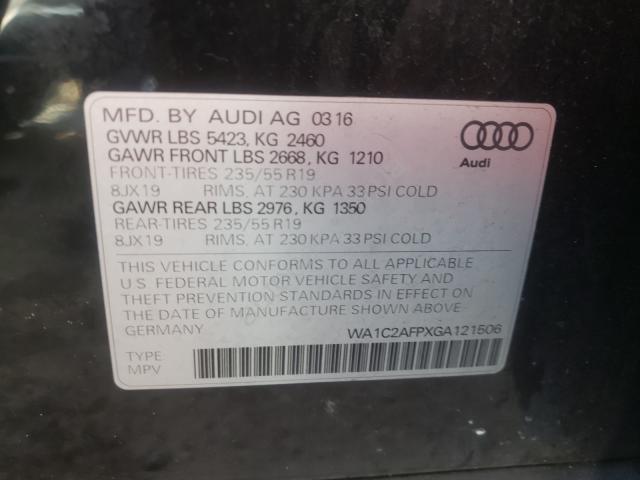 MFD. BY AUDI AG 03 16
GVWR LBS 5423, KG 2460
GAWR FRONT LBS 2668, KG 1210
FRONT-TIRES 235/55 R19
8JX19 RIMS, AT 230 KPA 33 PSI COLD
GAWR REAR LBS 2976, KG 1350
REAR-TIRES 235/55 R19
8JX19 RIMS, AT 230 KPA 33 PSI COLD
Audi
THIS VEHICLE CONFORMS TO ALL APPLICABLE
U.S. FEDERAL MOTOR VEHICLE SAFETY AND
THEFT PREVENTION STANDARDS IN EFFECT ON
THE DATE OF MANUFACTURE SHOWN ABOVE
GERMANY WA1C2AFPXGA121506
TYPE
MPV